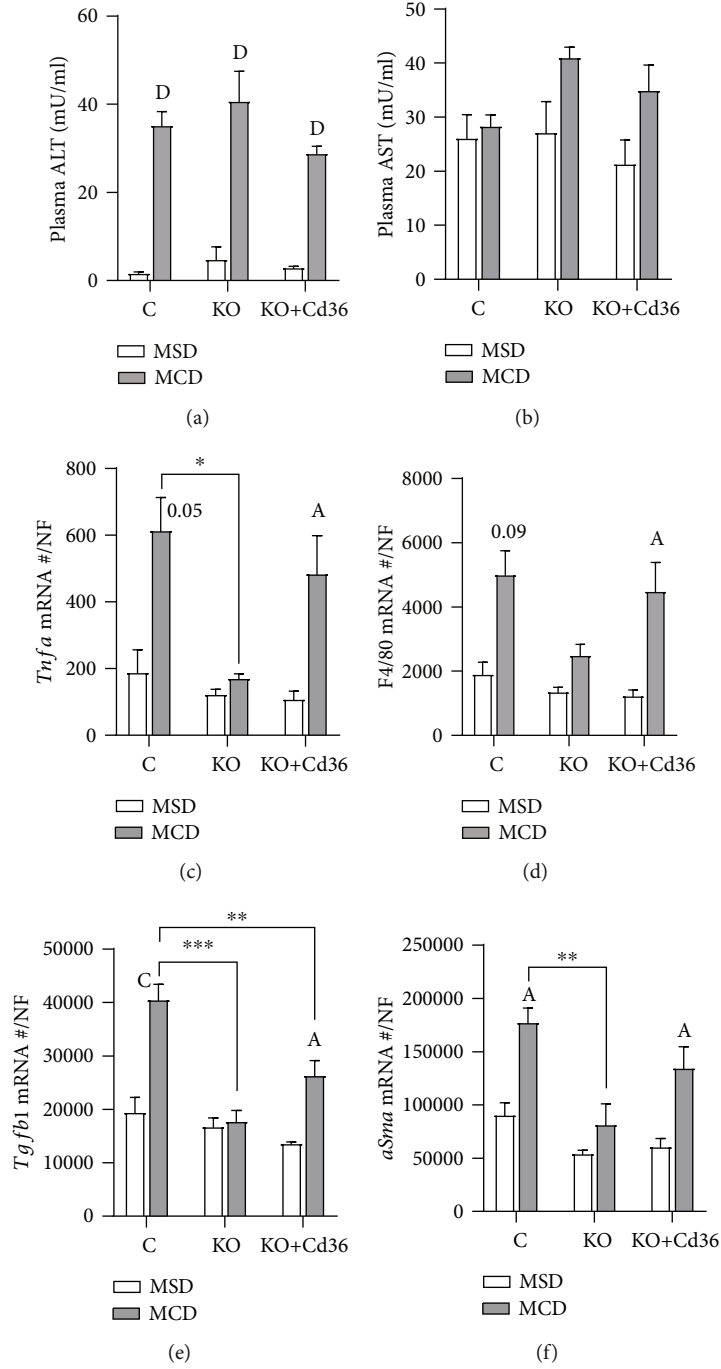 Plasma ALT (mU/ml)
60
40
20
0
D
D
D
C
KO
KO+Cd36
MSD
MCD
(a)
Plasma AST (mU/ml)
50
40
30
20
10
0
C
KO
KO+Cd36
MSD
MCD
(b)
Tnfa mRNA #/NF
800
600
400
200
0
*
0.05
A
C
KO
KO+Cd36
MSD
MCD
(c)
F4/80 mRNA #/NF
8000
6000
4000
2000
0
0.09
A
C
KO
KO+Cd36
MSD
MCD
(d)
Tgfb1 mRNA #/NF
50000
40000
30000
20000
10000
0
**
***
C
A
C
KO
KO+Cd36
MSD
MCD
(e)
aSma mRNA #/NF
250000
200000
150000
100000
50000
0
**
A
A
C
KO
KO+Cd36
MSD
MCD
(f)